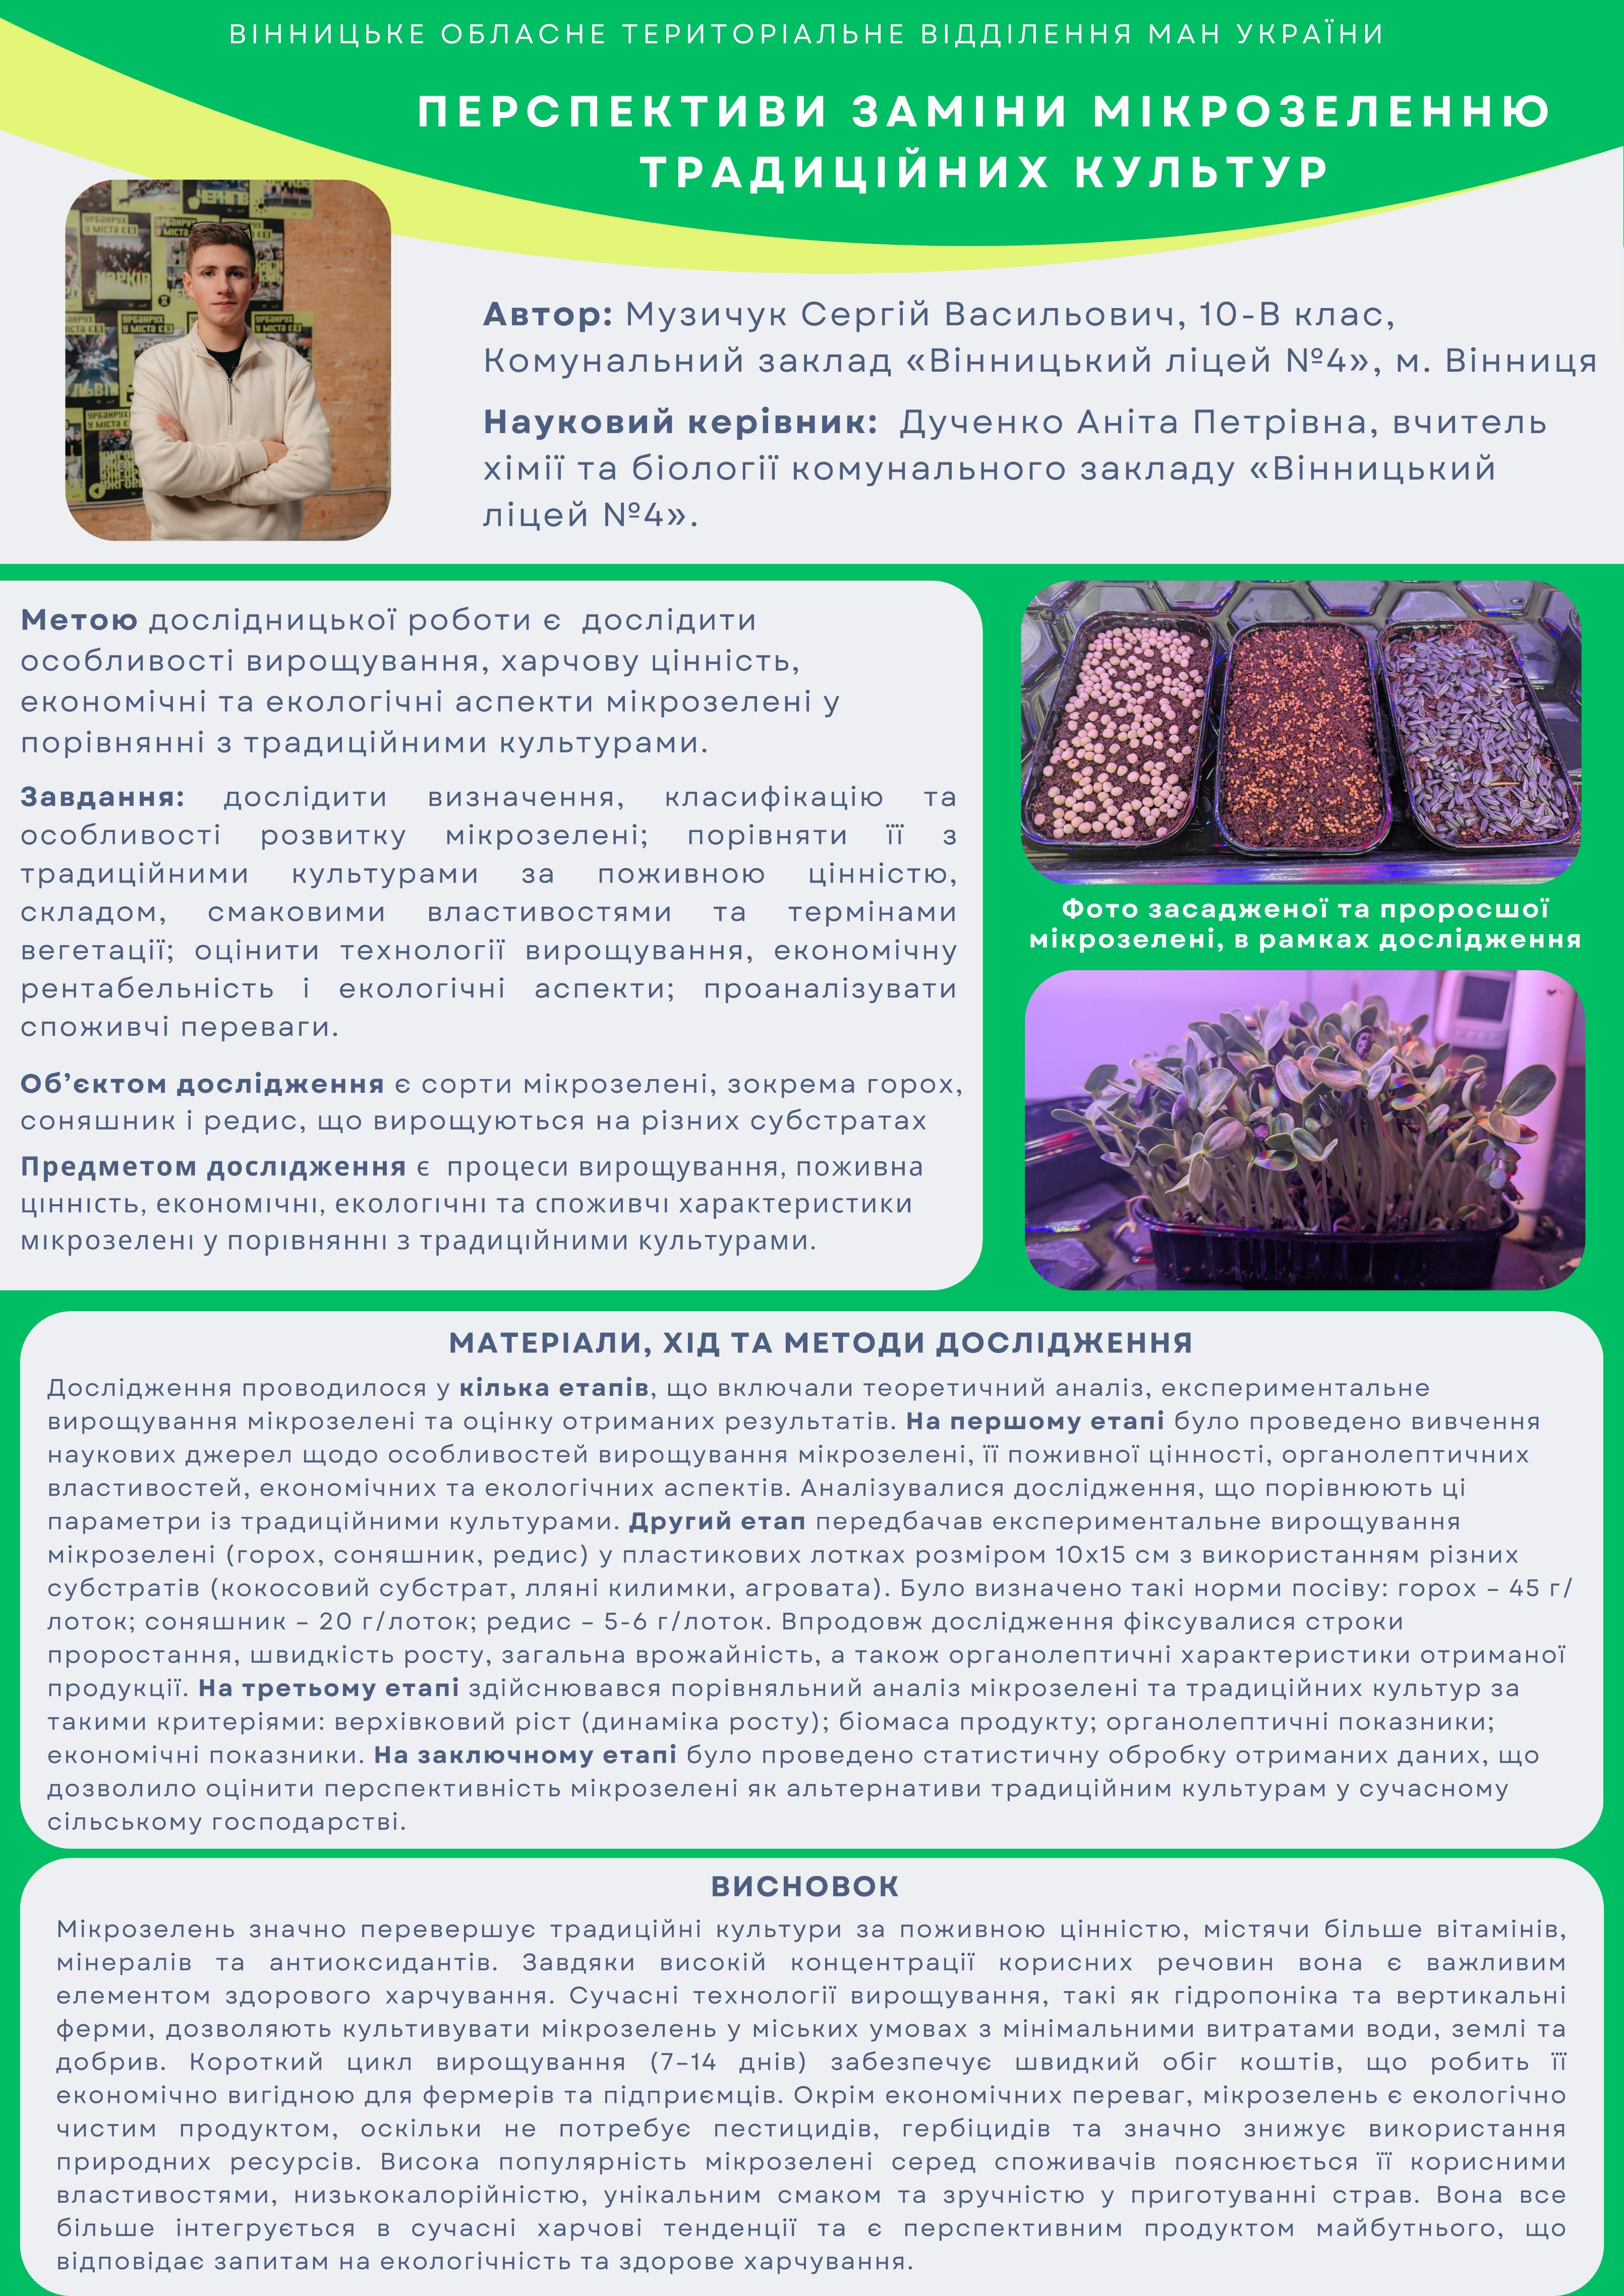 ВІННИЦЬКЕ ОБЛАСНЕ ТЕРИТОРІАЛЬНЕ ВІДДІЛЕННЯ МАН УКРАЇНИ
ПЕРСПЕКТИВИ ЗАМІНИ МІКРОЗЕЛЕННЮ
ТРАДИЦІЙНИХ КУЛЬТУР
УРБАНРУХ
У МІСТА Є
ХАРКІВ
ЛЬВІВ
Автор: Музичук Сергій Васильович, 10-В клас,
Комунальний заклад «Вінницький ліцей №4», м. Вінниця
Науковий керівник: Дученко Аніта Петрівна, вчитель
хімії та біології комунального закладу «Вінницький
ліцей №4».
Метою дослідницької роботи є дослідити
особливості вирощування, харчову цінність,
економічні та екологічні аспекти мікрозелені у
порівнянні з традиційними культурами.
Завдання: дослідити визначення, класифікацію та
особливості розвитку мікрозелені; порівняти її з
традиційними культурами за поживною цінністю,
складом, смаковими властивостями та термінами
вегетації; оцінити технології вирощування, економічну
рентабельність і екологічні аспекти; проаналізувати
споживчі переваги.
Об’єктом дослідження є сорти мікрозелені, зокрема горох,
соняшник і редис, що вирощуються на різних субстратах
Предметом дослідження є процеси вирощування, поживна
цінність, економічні, екологічні та споживчі характеристики
мікрозелені у порівнянні з традиційними культурами.
Фото засадженої та проросшої
мікрозелені, в рамках дослідження
МАТЕРІАЛИ, ХІД ТА МЕТОДИ ДОСЛІДЖЕННЯ
Дослідження проводилося у кілька етапів, що включали теоретичний аналіз, експериментальне
вирощування мікрозелені та оцінку отриманих результатів. На першому етапі було проведено вивчення
наукових джерел щодо особливостей вирощування мікрозелені, її поживної цінності, органолептичних
властивостей, економічних та екологічних аспектів. Аналізувалися дослідження, що порівнюють ці
параметри із традиційними культурами. Другий етап передбачав експериментальне вирощування
мікрозелені (горох, соняшник, редис) у пластикових лотках розміром 10х15 см з використанням різних
субстратів (кокосовий субстрат, лляні килимки, агровата). Було визначено такі норми посіву: горох – 45 г/
лоток; соняшник – 20 г/лоток; редис – 5-6 г/лоток. Впродовж дослідження фіксувалися строки
проростання, швидкість росту, загальна врожайність, а також органолептичні характеристики отриманої
продукції. На третьому етапі здійснювався порівняльний аналіз мікрозелені та традиційних культур за
такими критеріями: верхівковий ріст (динаміка росту); біомаса продукту; органолептичні показники;
економічні показники. На заключному етапі було проведено статистичну обробку отриманих даних, що
дозволило оцінити перспективність мікрозелені як альтернативи традиційним культурам у сучасному
сільському господарстві.
ВИСНОВОК
Мікрозелень значно перевершує традиційні культури за поживною цінністю, містячи більше вітамінів,
мінералів та антиоксидантів. Завдяки високій концентрації корисних речовин вона є важливим
елементом здорового харчування. Сучасні технології вирощування, такі як гідропоніка та вертикальні
ферми, дозволяють культивувати мікрозелень у міських умовах з мінімальними витратами води, землі та
добрив. Короткий цикл вирощування (7–14 днів) забезпечує швидкий обіг коштів, що робить її
економічно вигідною для фермерів та підприємців. Окрім економічних переваг, мікрозелень є екологічно
чистим продуктом, оскільки не потребує пестицидів, гербіцидів та значно знижує використання
природних ресурсів. Висока популярність мікрозелені серед споживачів пояснюється її корисними
властивостями, низькокалорійністю, унікальним смаком та зручністю у приготуванні страв. Вона все
більше інтегрується в сучасні харчові тенденції та є перспективним продуктом майбутнього, що
відповідає запитам на екологічність та здорове харчування.